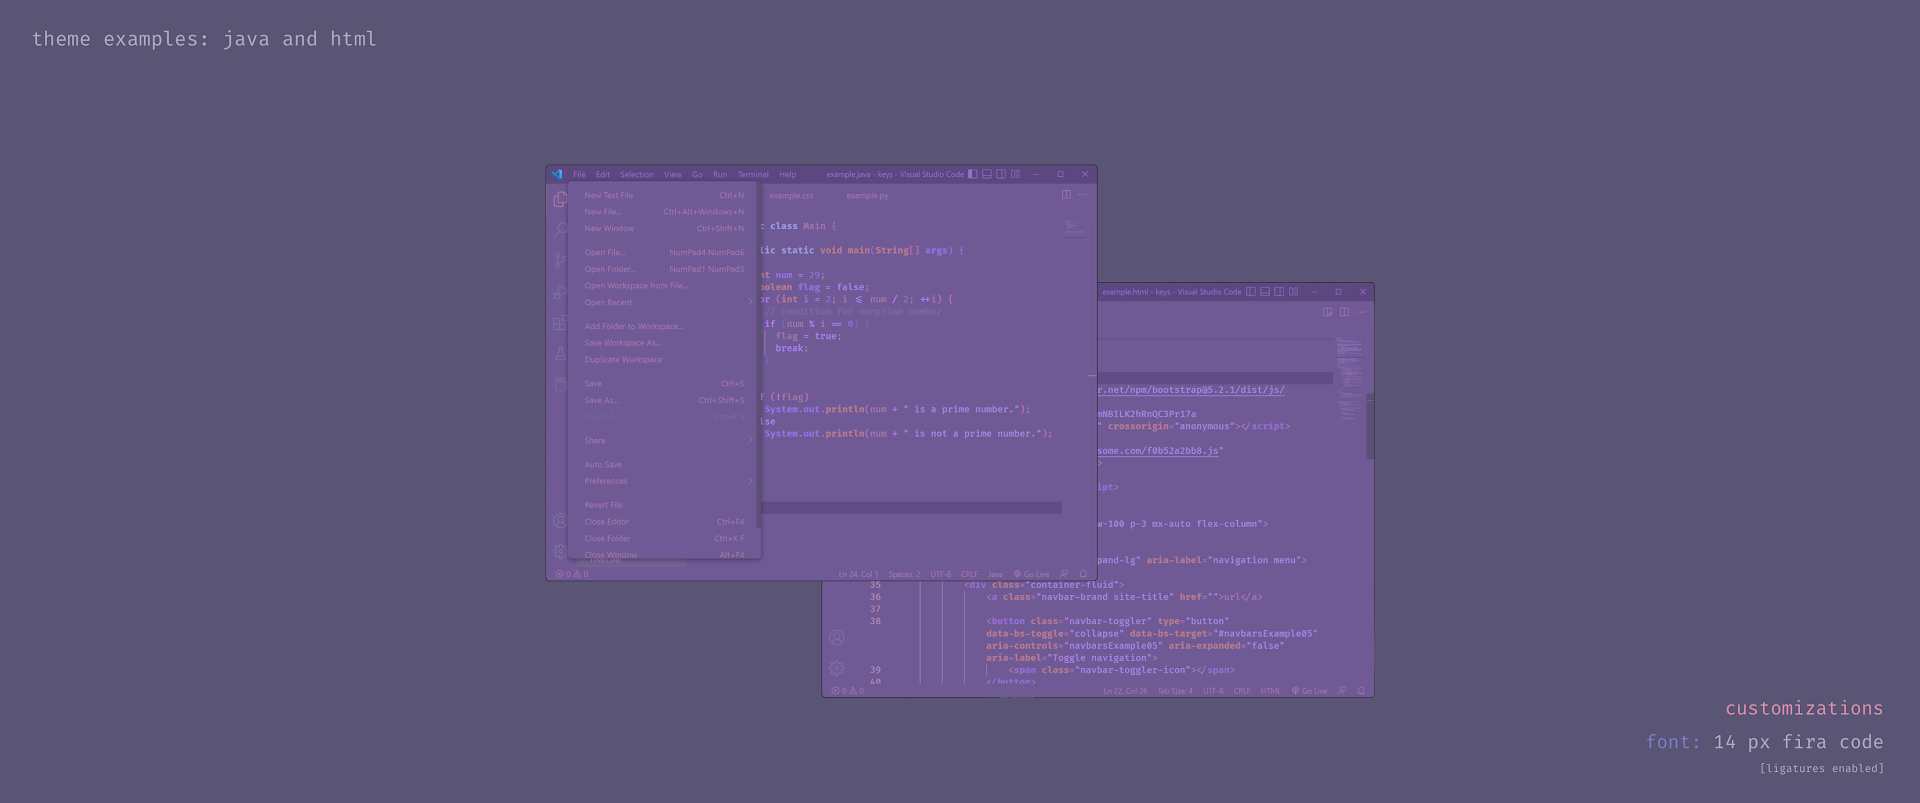 theme examples: java and html
File Edit Selection View Go Run Terminal Help example.java - keys - Visual Studio Code
New Text File Ctrl+N
New File... Ctrl+Alt+Windows+N
New Window Ctrl+Shift+N
Open File... NumPad4 NumPad6
Open Folder... NumPad1 NumPad3
Open Workspace from File...
Open Recent
Add Folder to Workspace...
Save Workspace As...
Duplicate Workspace
Save Ctrl+S
Save As... Ctrl+Shift+S
Share
Auto Save
Preferences
Revert File
Close Editor Ctrl+F4
Close Folder Ctrl+K F
Close Window Alt+F4
example.css example.py
c class Main {
lic static void main(String[] args) {
nt num = 29;
oolean flag = false;
or (int i = 2; i <= num / 2; ++i) {
// condition for nonprime number
if (num % i == 0) {
flag = true;
break;
}
f (!flag)
System.out.println(num + " is a prime number.");
lse
System.out.println(num + " is not a prime number.");
0 0 Ln 24, Col 1 Spaces: 2 UTF-8 CRLF Java Go Live
example.html - keys - Visual Studio Code
r.net/npm/bootstrap@5.2.1/dist/js/
mNBILK2hRnQC3Pr17a
" crossorigin="anonymous"></script>
some.com/f0b52a2bb8.js"
>
ipt>
w-100 p-3 mx-auto flex-column">
pand-lg" aria-label="navigation menu">
35 <div class="container-fluid">
36 <a class="navbar-brand site-title" href="">url</a>
37
38 <button class="navbar-toggler" type="button"
data-bs-toggle="collapse" data-bs-target="#navbarsExample05"
aria-controls="navbarsExample05" aria-expanded="false"
aria-label="Toggle navigation">
39 <span class="navbar-toggler-icon"></span>
40 </button>
0 0 Ln 22, Col 26 Tab Size: 4 UTF-8 CRLF HTML Go Live
customizations
font: 14 px fira code
[ligatures enabled]